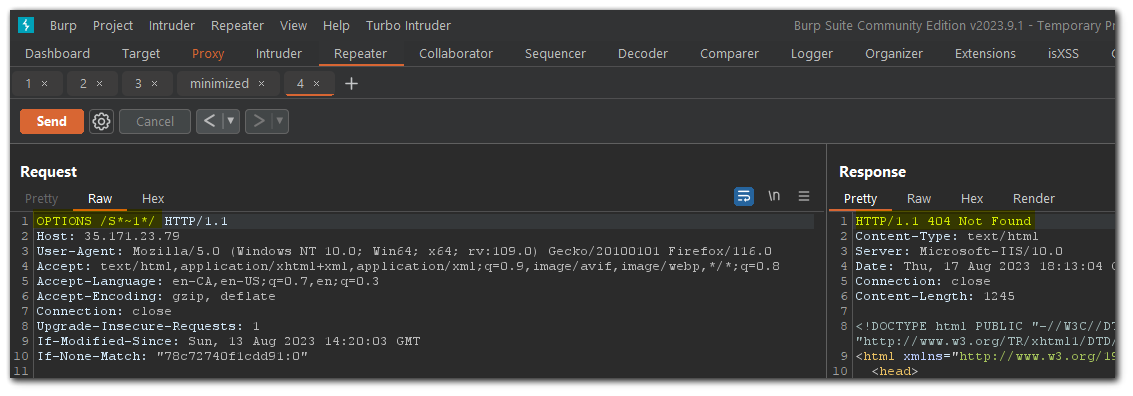 Burp Project Intruder Repeater View Help Turbo Intruder Burp Suite Community Edition v2023.9.1 - Temporary Pr
Dashboard Target Proxy Intruder Repeater Collaborator Sequencer Decoder Comparer Logger Organizer Extensions isXSS
1 × 2 × 3 × minimized × 4 × +
Send Cancel < >
Request
Pretty Raw Hex \n
1 OPTIONS /S*~1*/ HTTP/1.1
2 Host: 35.171.23.79
3 User-Agent: Mozilla/5.0 (Windows NT 10.0; Win64; x64; rv:109.0) Gecko/20100101 Firefox/116.0
4 Accept: text/html,application/xhtml+xml,application/xml;q=0.9,image/avif,image/webp,*/*;q=0.8
5 Accept-Language: en-CA,en-US;q=0.7,en;q=0.3
6 Accept-Encoding: gzip, deflate
7 Connection: close
8 Upgrade-Insecure-Requests: 1
9 If-Modified-Since: Sun, 13 Aug 2023 14:20:03 GMT
10 If-None-Match: "78c72740f1cdd91:0"
11
Response
Pretty Raw Hex Render
1 HTTP/1.1 404 Not Found
2 Content-Type: text/html
3 Server: Microsoft-IIS/10.0
4 Date: Thu, 17 Aug 2023 18:13:04
5 Connection: close
6 Content-Length: 1245
7
8 <!DOCTYPE html PUBLIC "-//W3C//DT
"http://www.w3.org/TR/xhtml1/DTD/
9 <html xmlns="http://www.w3.org/19
10 <head>